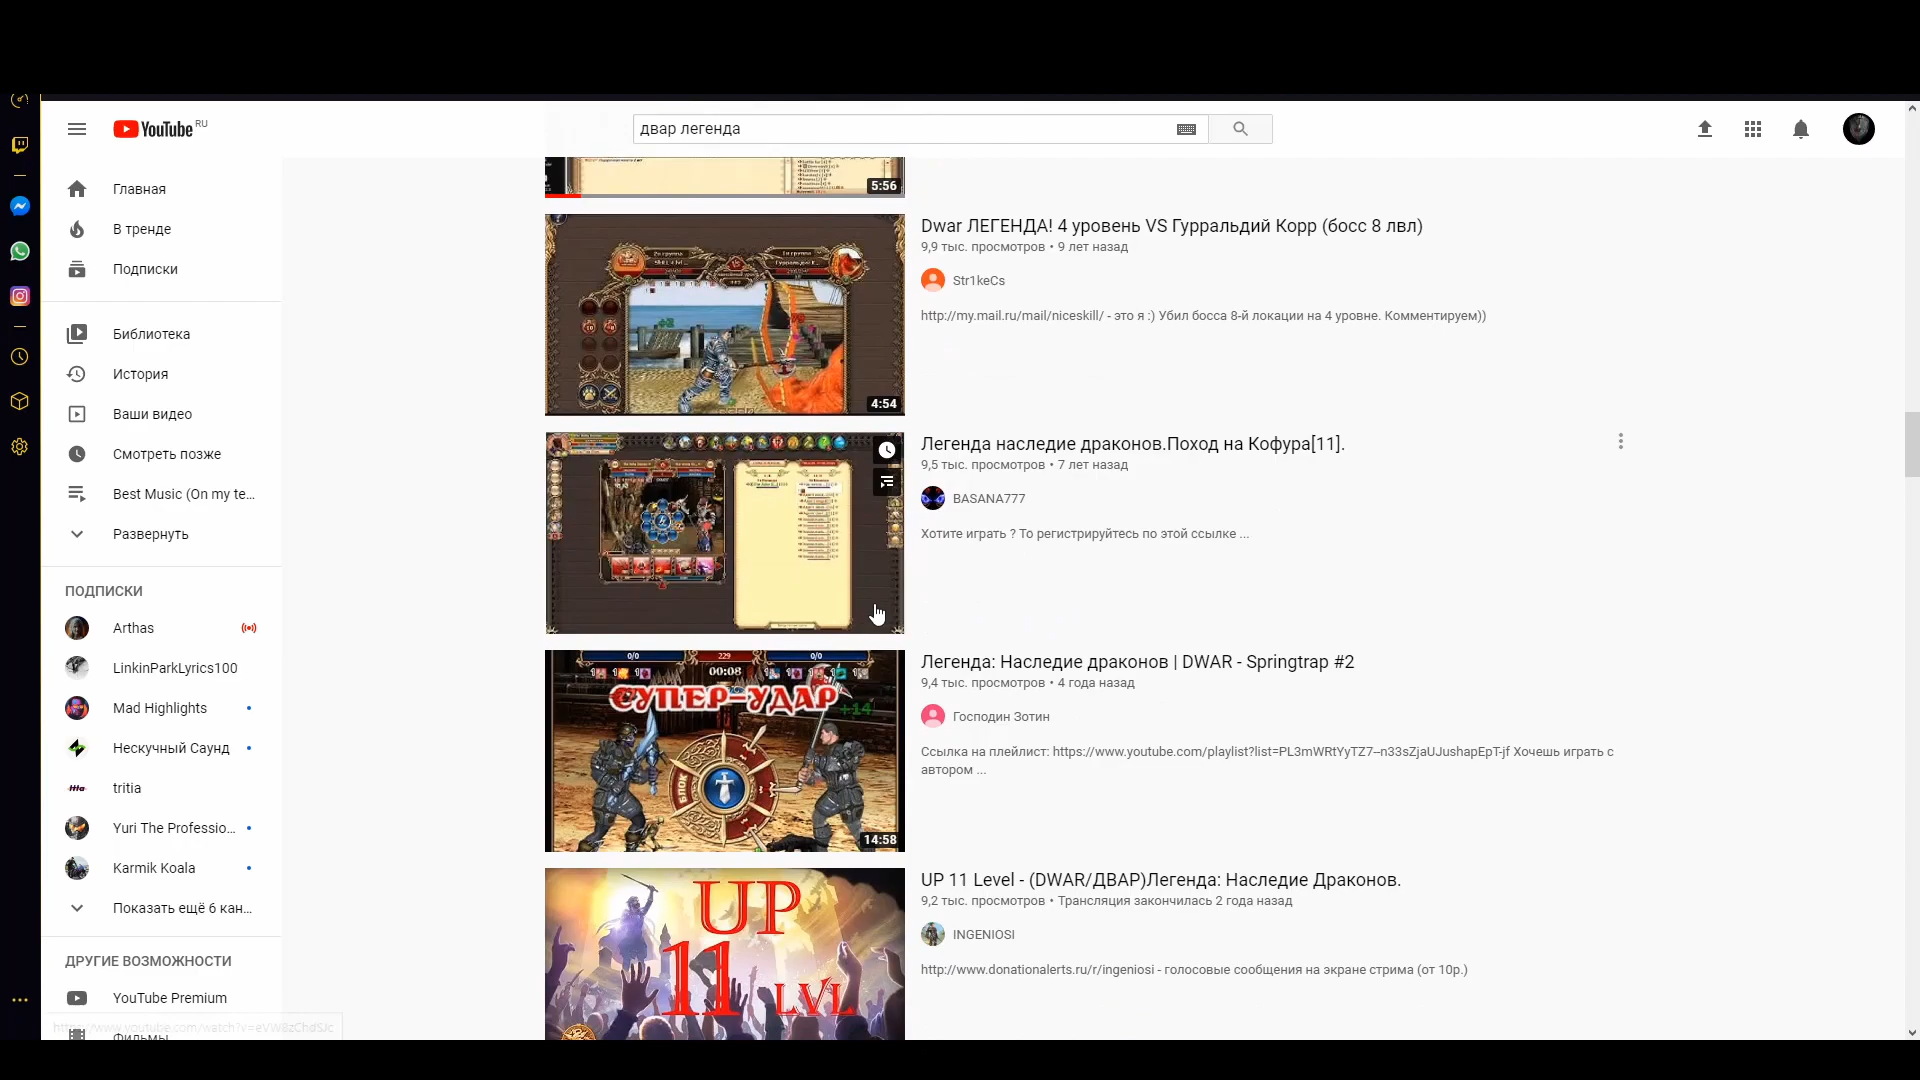 YouTube RU
двар легенда
Главная
В тренде
Подписки
Библиотека
История
Ваши видео
Смотреть позже
Best Music (On my te...
Развернуть
ПОДПИСКИ
Arthas
LinkinParkLyrics100
Mad Highlights
Нескучный Саунд
tritia
Yuri The Professio...
Karmik Koala
Показать ещё 6 кан...
ДРУГИЕ ВОЗМОЖНОСТИ
YouTube Premium
Фильмы
5:56
Dwar ЛЕГЕНДА! 4 уровень VS Гурральдий Корр (босс 8 лвл)
9,9 тыс. просмотров • 9 лет назад
Str1keCs
http://my.mail.ru/mail/niceskill/ - это я :) Убил босса 8-й локации на 4 уровне. Комментируем))
4:54
Легенда наследие драконов.Поход на Кофура[11].
9,5 тыс. просмотров • 7 лет назад
BASANA777
Хотите играть ? То регистрируйтесь по этой ссылке ...
0/0 229 0/0
00:08
СУПЕР-УДАР
+14
БЛОК
14:58
Легенда: Наследие драконов | DWAR - Springtrap #2
9,4 тыс. просмотров • 4 года назад
Господин Зотин
Ссылка на плейлист: https://www.youtube.com/playlist?list=PL3mWRtYyTZ7--n33sZjaUJushapEpT-jf Хочешь играть с
автором ...
UP
11 LVL
UP 11 Level - (DWAR/ДВАР)Легенда: Наследие Драконов.
9,2 тыс. просмотров • Трансляция закончилась 2 года назад
INGENIOSI
http://www.donationalerts.ru/r/ingeniosi - голосовые сообщения на экране стрима (от 10р.)